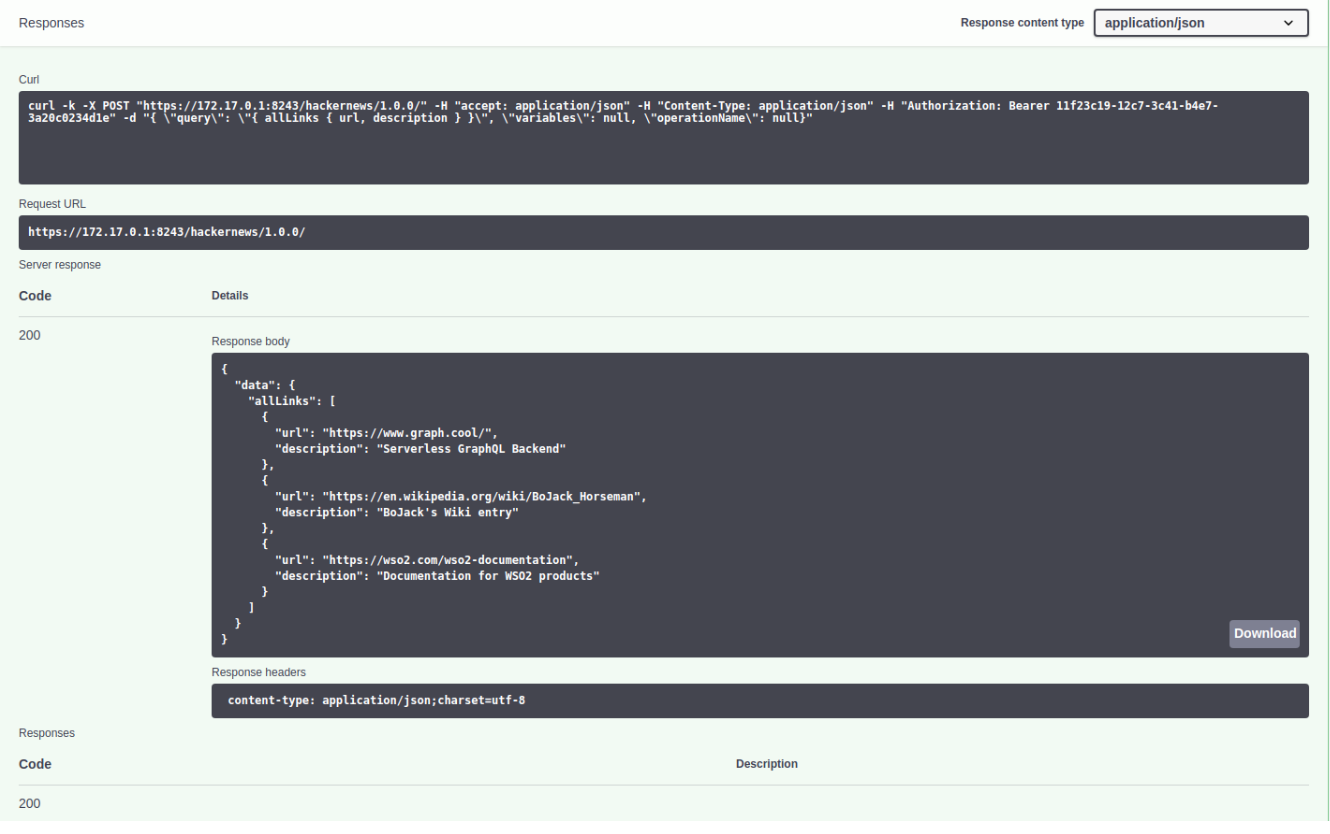 Responses
Response content type application/json
Curl
curl -k -X POST "https://172.17.0.1:8243/hackernews/1.0.0/" -H "accept: application/json" -H "Content-Type: application/json" -H "Authorization: Bearer 11f23c19-12c7-3c41-b4e7-
3a20c0234d1e" -d "{ \"query\": \"{ allLinks { url, description } }\", \"variables\": null, \"operationName\": null}"
Request URL
https://172.17.0.1:8243/hackernews/1.0.0/
Server response
Code Details
200
Response body
{
  "data": {
    "allLinks": [
      {
        "url": "https://www.graph.cool/",
        "description": "Serverless GraphQL Backend"
      },
      {
        "url": "https://en.wikipedia.org/wiki/BoJack_Horseman",
        "description": "BoJack's Wiki entry"
      },
      {
        "url": "https://wso2.com/wso2-documentation",
        "description": "Documentation for WSO2 products"
      }
    ]
  }
}
Download
Response headers
content-type: application/json;charset=utf-8
Responses
Code Description
200